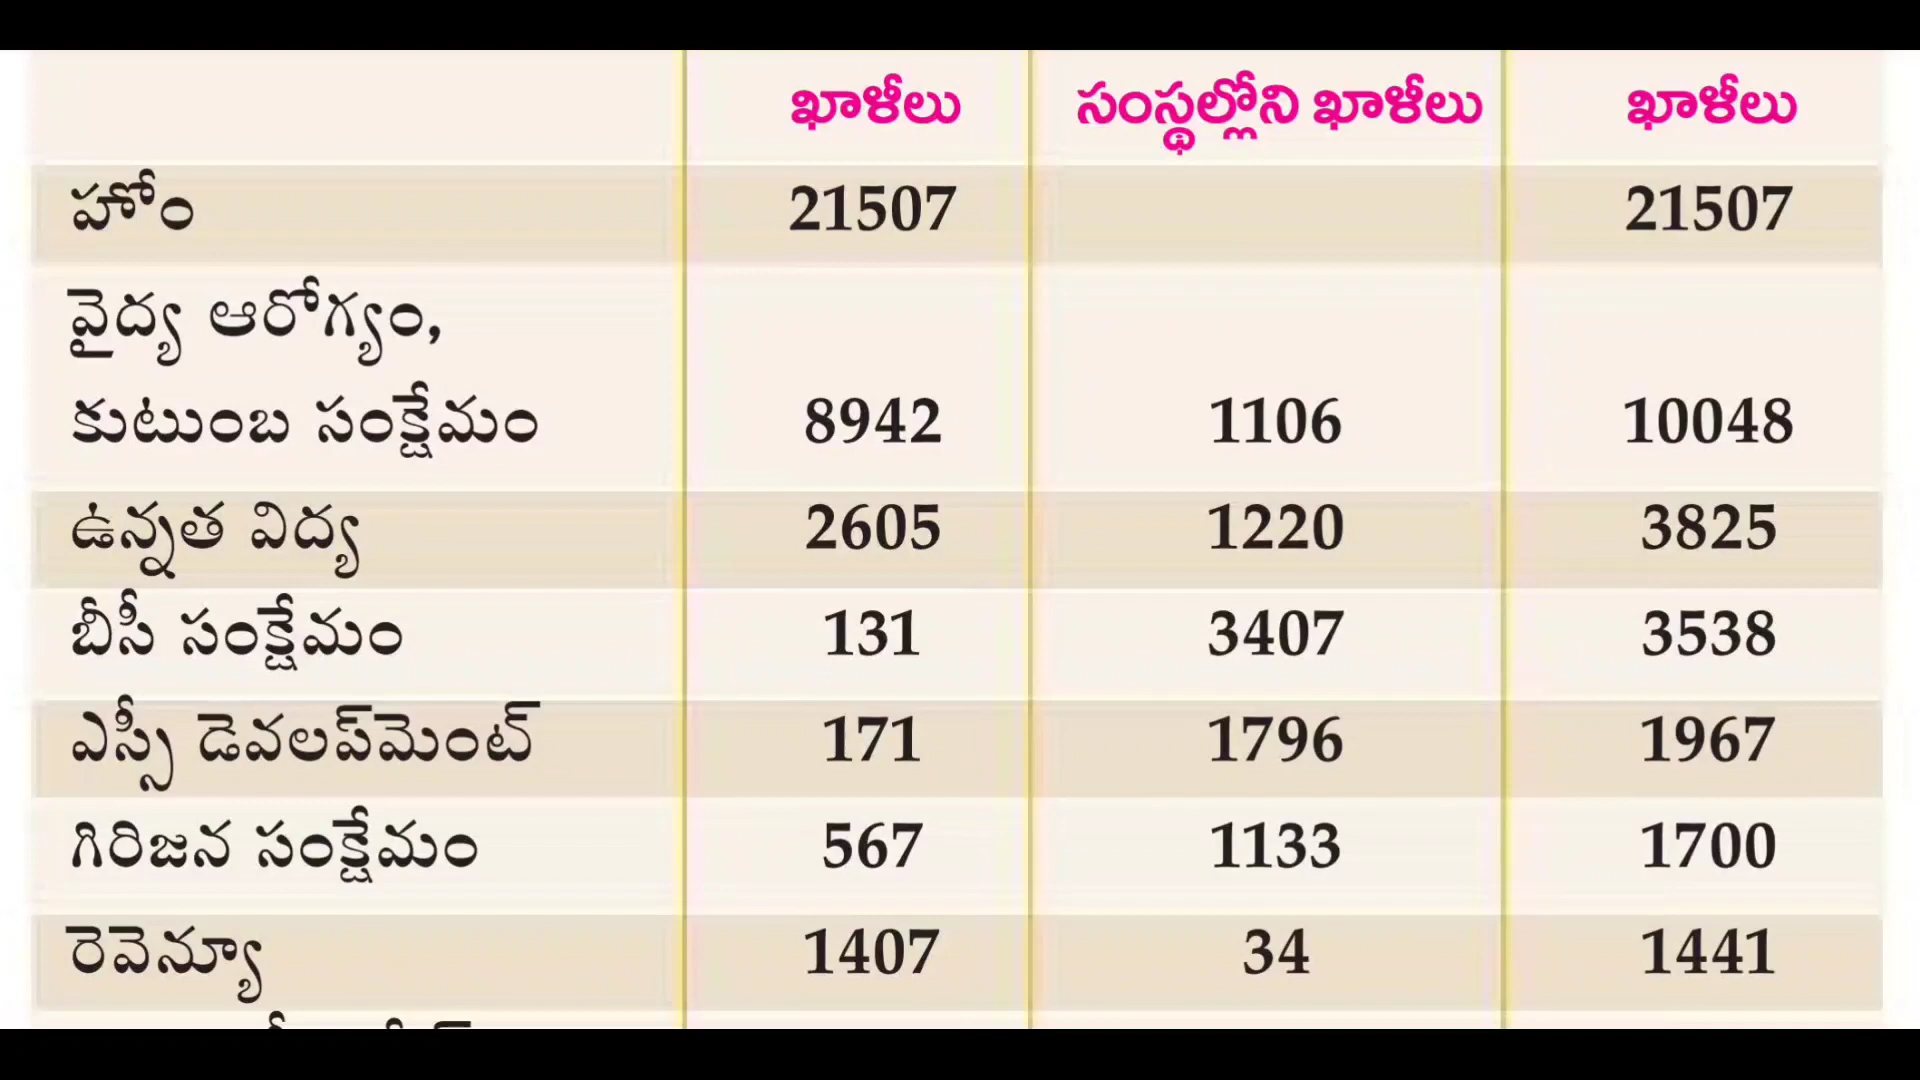 ఖాళీలు సంస్థల్లోని ఖాళీలు ఖాళీలు
హోం 21507 21507
వైద్య ఆరోగ్యం,
కుటుంబ సంక్షేమం 8942 1106 10048
ఉన్నత విద్య 2605 1220 3825
బీసీ సంక్షేమం 131 3407 3538
ఎస్సీ డెవలప్‌మెంట్ 171 1796 1967
గిరిజన సంక్షేమం 567 1133 1700
రెవెన్యూ 1407 34 1441